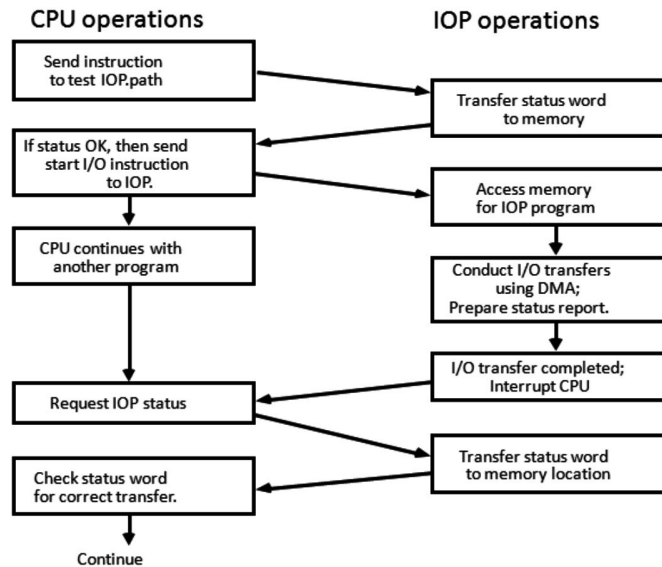 CPU operations
IOP operations
Send instruction
to test IOP.path
Transfer status word
to memory
If status OK, then send
start I/O instruction
to IOP.
Access memory
for IOP program
CPU continues with
another program
Conduct I/O transfers
using DMA;
Prepare status report.
I/O transfer completed;
Interrupt CPU
Request IOP status
Transfer status word
to memory location
Check status word
for correct transfer.
Continue